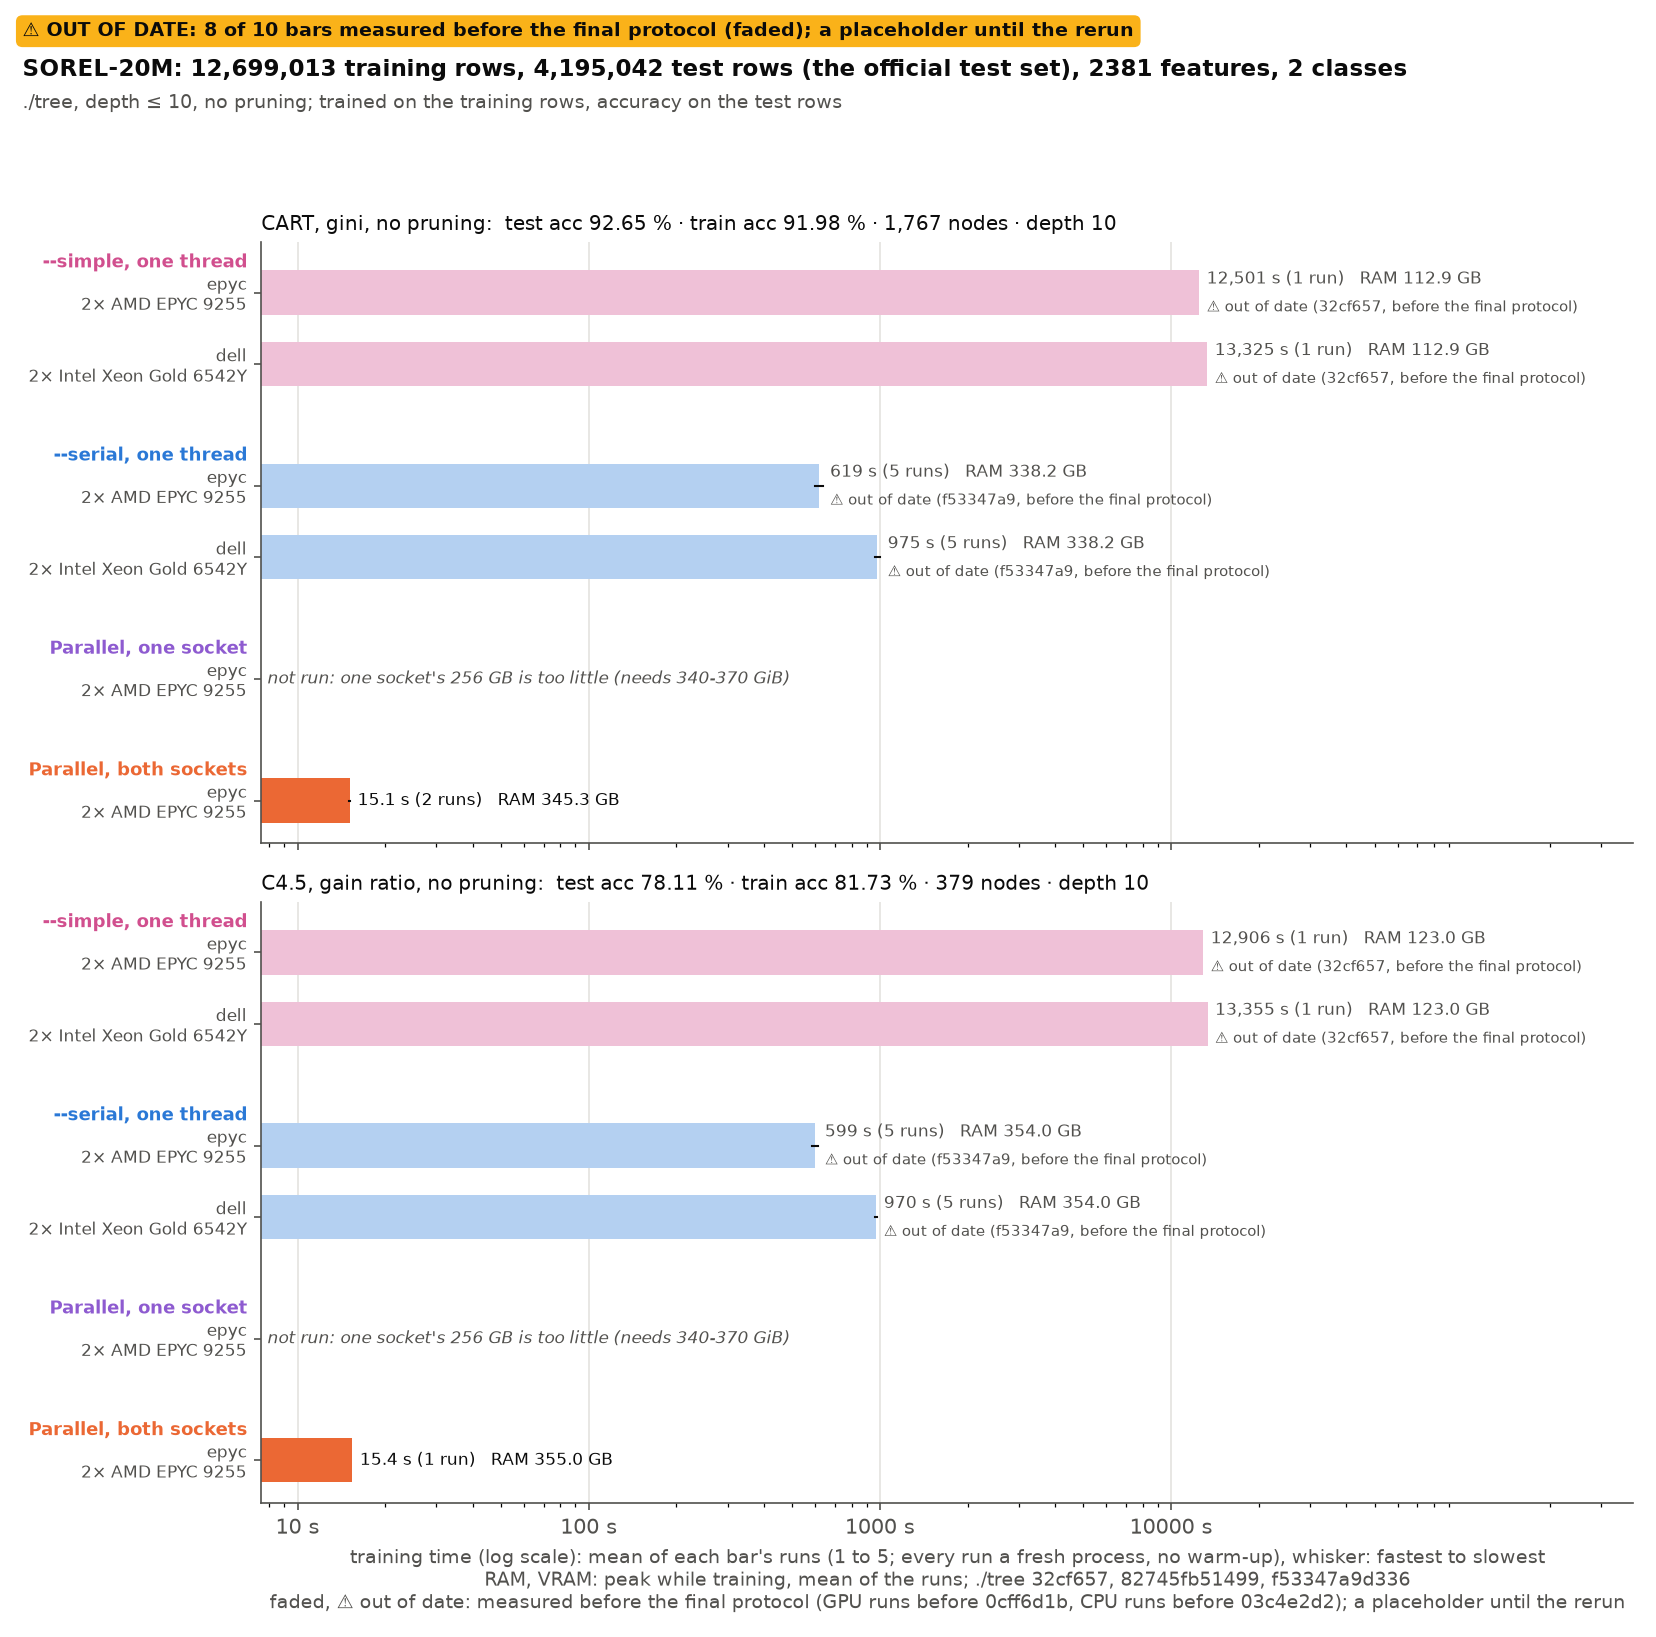 ⚠ OUT OF DATE: 8 of 10 bars measured before the final protocol (faded); a placeholder until the rerun
SOREL-20M: 12,699,013 training rows, 4,195,042 test rows (the official test set), 2381 features, 2 classes
./tree, depth ≤ 10, no pruning; trained on the training rows, accuracy on the test rows
CART, gini, no pruning:  test acc 92.65 % · train acc 91.98 % · 1,767 nodes · depth 10
--simple, one thread
epyc
2× AMD EPYC 9255
12,501 s (1 run)   RAM 112.9 GB
⚠ out of date (32cf657, before the final protocol)
dell
2× Intel Xeon Gold 6542Y
13,325 s (1 run)   RAM 112.9 GB
⚠ out of date (32cf657, before the final protocol)
--serial, one thread
epyc
2× AMD EPYC 9255
619 s (5 runs)   RAM 338.2 GB
⚠ out of date (f53347a9, before the final protocol)
dell
2× Intel Xeon Gold 6542Y
975 s (5 runs)   RAM 338.2 GB
⚠ out of date (f53347a9, before the final protocol)
Parallel, one socket
epyc
2× AMD EPYC 9255
not run: one socket's 256 GB is too little (needs 340-370 GiB)
Parallel, both sockets
epyc
2× AMD EPYC 9255
15.1 s (2 runs)   RAM 345.3 GB
C4.5, gain ratio, no pruning:  test acc 78.11 % · train acc 81.73 % · 379 nodes · depth 10
--simple, one thread
epyc
2× AMD EPYC 9255
12,906 s (1 run)   RAM 123.0 GB
⚠ out of date (32cf657, before the final protocol)
dell
2× Intel Xeon Gold 6542Y
13,355 s (1 run)   RAM 123.0 GB
⚠ out of date (32cf657, before the final protocol)
--serial, one thread
epyc
2× AMD EPYC 9255
599 s (5 runs)   RAM 354.0 GB
⚠ out of date (f53347a9, before the final protocol)
dell
2× Intel Xeon Gold 6542Y
970 s (5 runs)   RAM 354.0 GB
⚠ out of date (f53347a9, before the final protocol)
Parallel, one socket
epyc
2× AMD EPYC 9255
not run: one socket's 256 GB is too little (needs 340-370 GiB)
Parallel, both sockets
epyc
2× AMD EPYC 9255
15.4 s (1 run)   RAM 355.0 GB
10 s   100 s   1000 s   10000 s
training time (log scale): mean of each bar's runs (1 to 5; every run a fresh process, no warm-up), whisker: fastest to slowest
RAM, VRAM: peak while training, mean of the runs; ./tree 32cf657, 82745fb51499, f53347a9d336
faded, ⚠ out of date: measured before the final protocol (GPU runs before 0cff6d1b, CPU runs before 03c4e2d2); a placeholder until the rerun